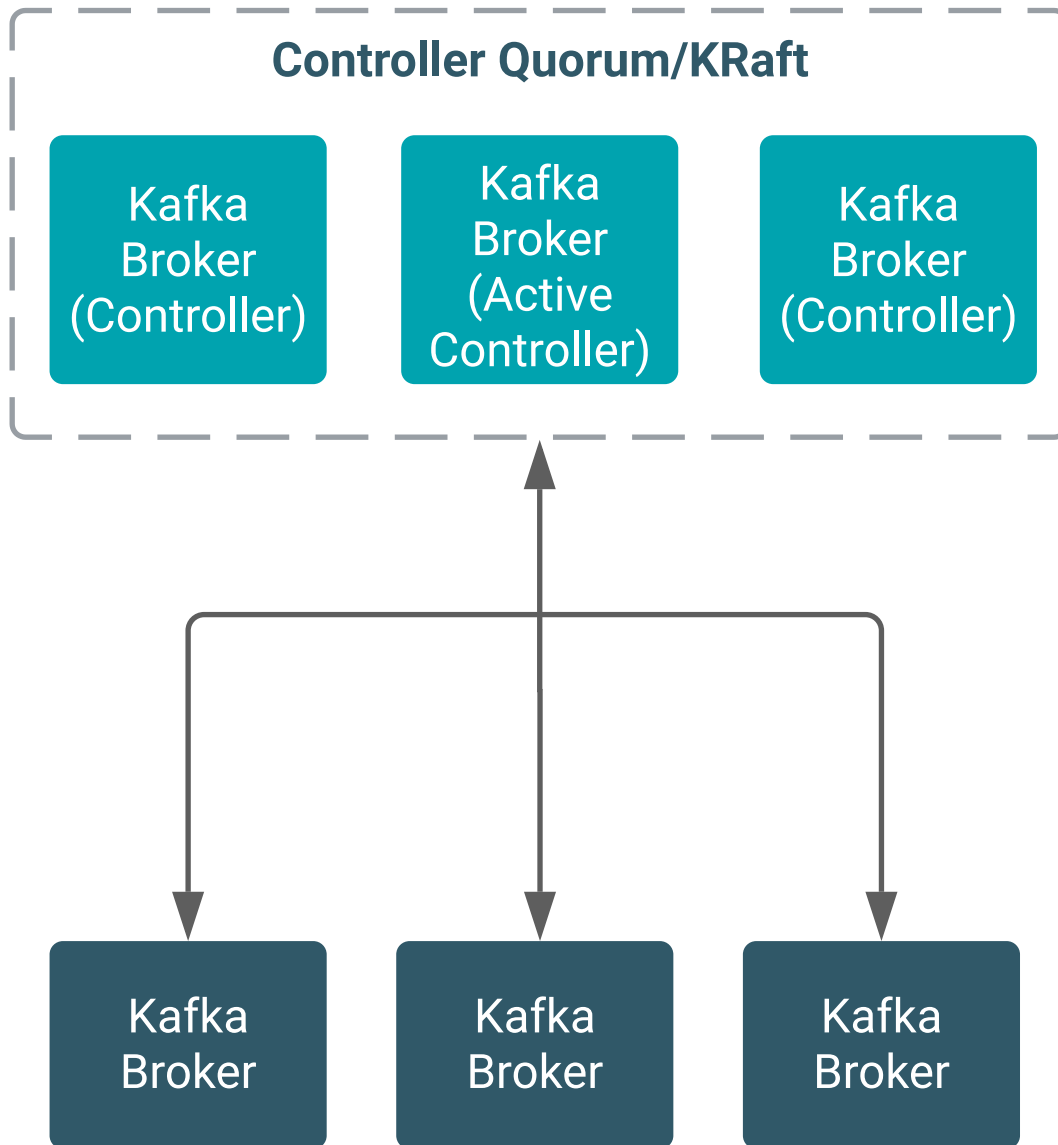 Controller Quorum/KRaft
Kafka
Broker
(Controller)
Kafka
Broker
(Active
Controller)
Kafka
Broker
(Controller)
Kafka
Broker
Kafka
Broker
Kafka
Broker